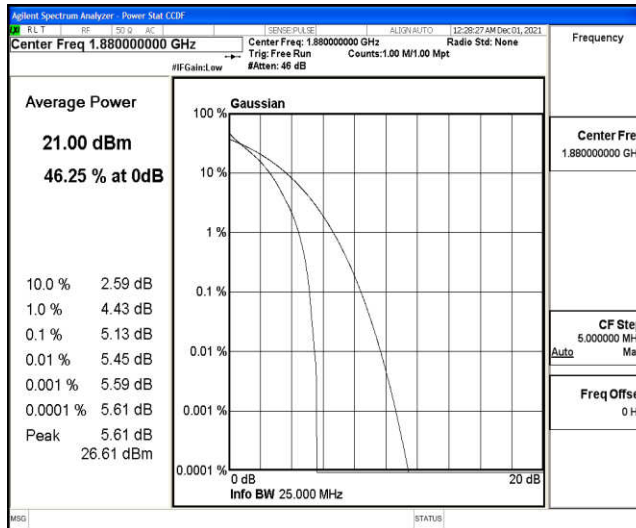 Agilent Spectrum Analyzer - Power Stat CCDF
RLT RF 50 Ω AC SENSE:PULSE ALIGN AUTO 12:28:27 AM Dec 01, 2021
Center Freq 1.880000000 GHz Center Freq: 1.880000000 GHz Radio Std: None
Trig: Free Run Counts:1.00 M/1.00 Mpt
#IFGain:Low #Atten: 46 dB
Frequency
Average Power
21.00 dBm
46.25 % at 0dB
10.0 % 2.59 dB
1.0 % 4.43 dB
0.1 % 5.13 dB
0.01 % 5.45 dB
0.001 % 5.59 dB
0.0001 % 5.61 dB
Peak 5.61 dB
26.61 dBm
Gaussian
100 %
10 %
1 %
0.1 %
0.01 %
0.001 %
0.0001 %
0 dB 20 dB
Info BW 25.000 MHz
Center Fre
1.880000000 GH
CF Ste
5.000000 MH
Auto Ma
Freq Offse
0 H
MSG STATUS